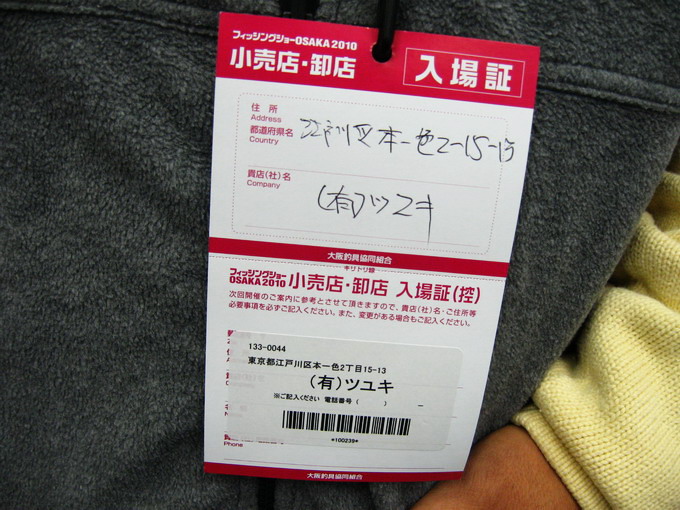 フィッシングショーOSAKA2010
小売店・卸店
入場証
住 所
Address
都道府県名
Country
江戸川区本一色2-15-13
貴店(社)名
Company
(有)ツユキ
大阪釣具協同組合
キリトリ線
フィッシングショー
OSAKA2010
小売店・卸店 入場証(控)
次回開催のご案内に参考とさせて頂きますので、貴店(社)名・ご住所等
必要事項を必ずご記入ください。また、変更がある場合もご記入ください。
133-0044
東京都江戸川区本一色2丁目15-13
(有)ツユキ
※ご記入ください 電話番号( ) −
*100239*
Phone
大阪釣具協同組合